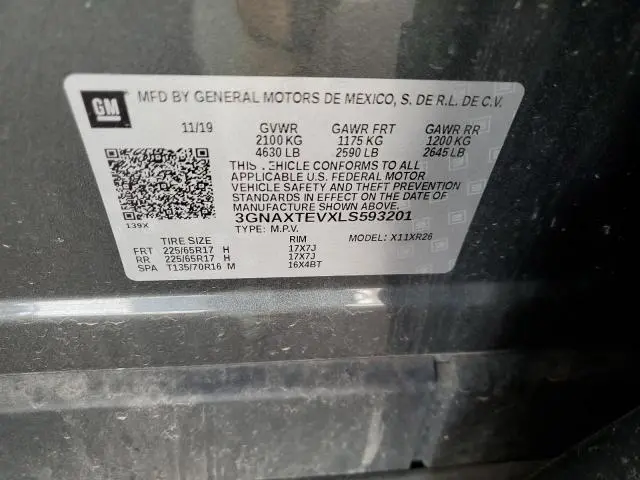 GM
MFD BY GENERAL MOTORS DE MEXICO, S. DE R.L. DE C.V.
11/19 GVWR GAWR FRT GAWR RR
2100 KG 1175 KG 1200 KG
4630 LB 2590 LB 2645 LB
THIS VEHICLE CONFORMS TO ALL
APPLICABLE U.S. FEDERAL MOTOR
VEHICLE SAFETY AND THEFT PREVENTION
STANDARDS IN EFFECT ON THE DATE OF
MANUFACTURE SHOWN ABOVE.
139X 3GNAXTEVXLS593201
TYPE: M.P.V. MODEL: X11XR26
TIRE SIZE RIM
FRT 225/65R17 H 17X7J
RR 225/65R17 H 17X7J
SPA T135/70R16 M 16X4BT